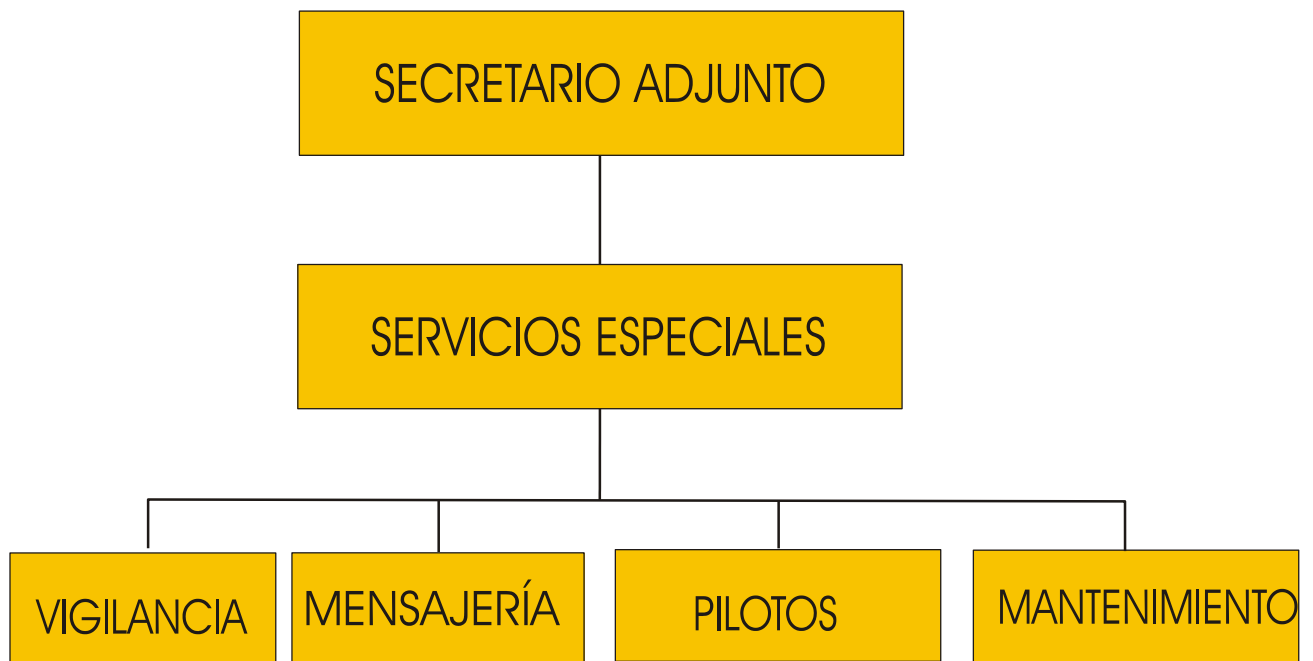 SECRETARIO ADJUNTO
SERVICIOS ESPECIALES
VIGILANCIA
MENSAJERÍA
PILOTOS
MANTENIMIENTO